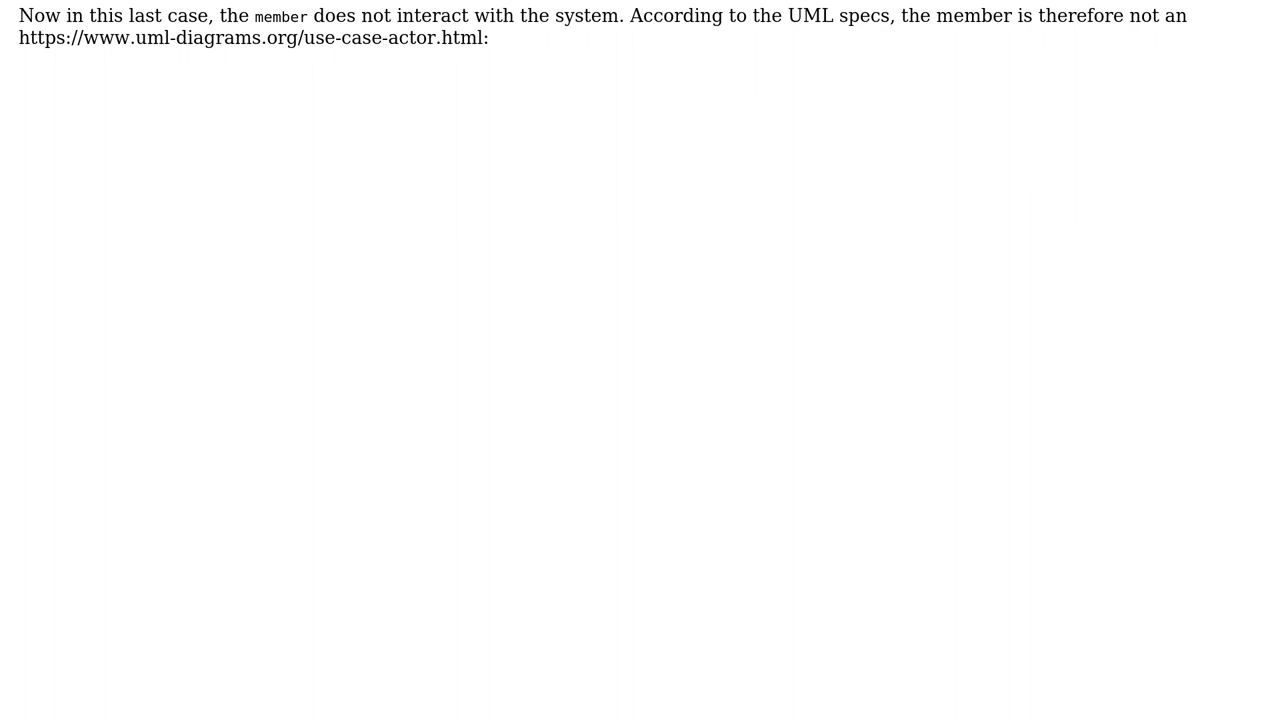 Now in this last case, the member does not interact with the system. According to the UML specs, the member is therefore not an
https://www.uml-diagrams.org/use-case-actor.html: